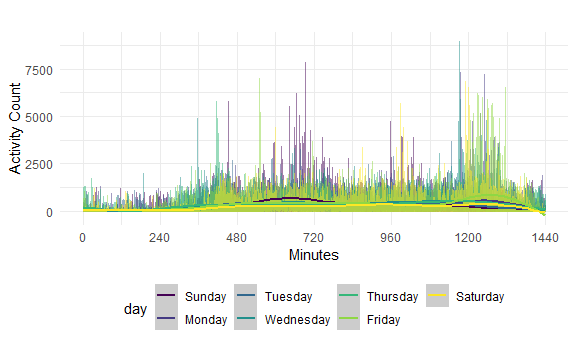 7500
5000
2500
0
Activity Count
0 240 480 720 960 1200 1440
Minutes
day
Sunday Tuesday Thursday Saturday
Monday Wednesday Friday